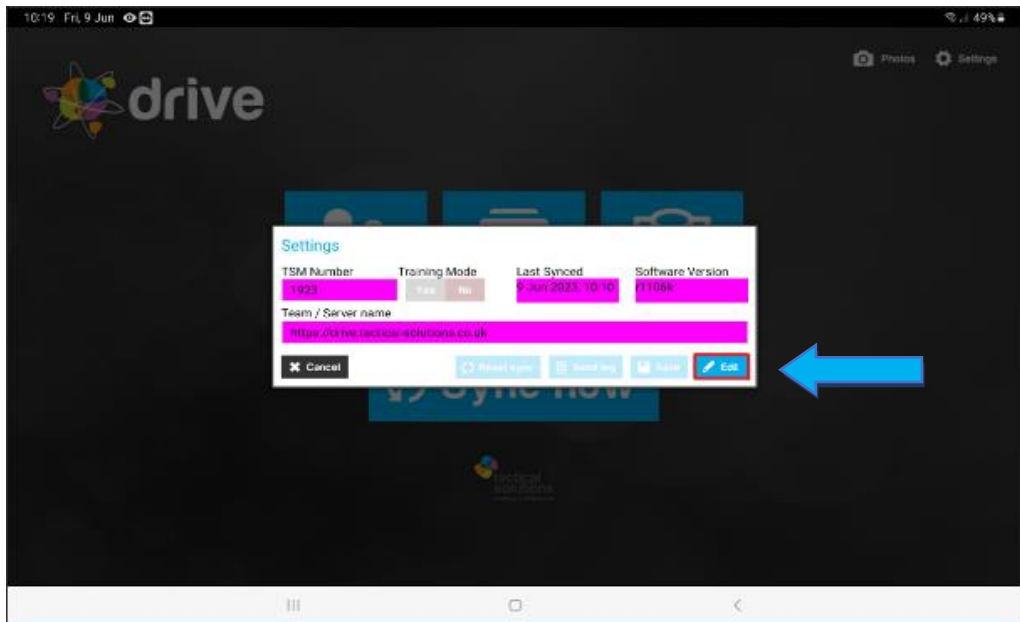 10:19 Fri, 9 Jun
49%
Photos Settings
drive
Settings
TSM Number Training Mode Last Synced Software Version
1923 Yes No 9 Jun 2023, 10:10 r1106k
Team / Server name
https://drive.tactical-solutions.co.uk
Cancel Reset sync Send log Save Edit
Sync now
tactical
solutions